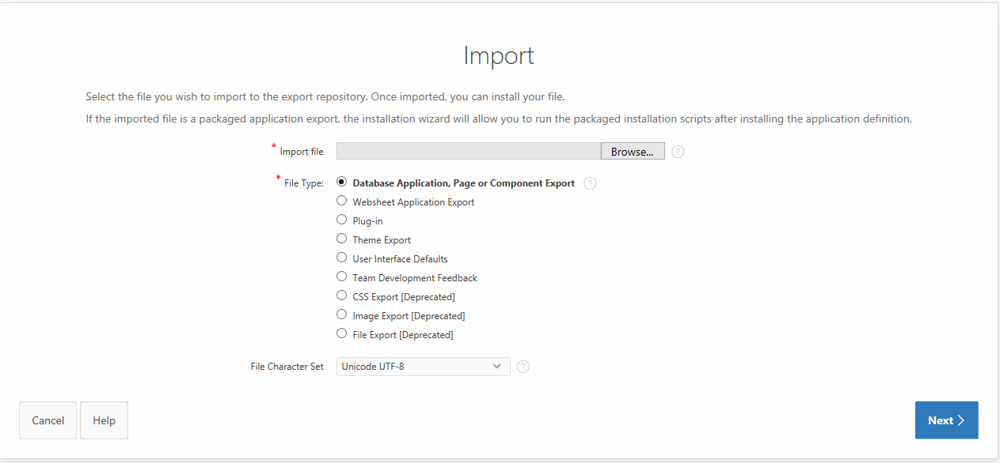 Import
Select the file you wish to import to the export repository. Once imported, you can install your file.
If the imported file is a packaged application export, the installation wizard will allow you to run the packaged installation scripts after installing the application definition.
* Import file Browse... ?
* File Type: Database Application, Page or Component Export ?
Websheet Application Export
Plug-in
Theme Export
User Interface Defaults
Team Development Feedback
CSS Export [Deprecated]
Image Export [Deprecated]
File Export [Deprecated]
File Character Set Unicode UTF-8 ?
Cancel Help Next